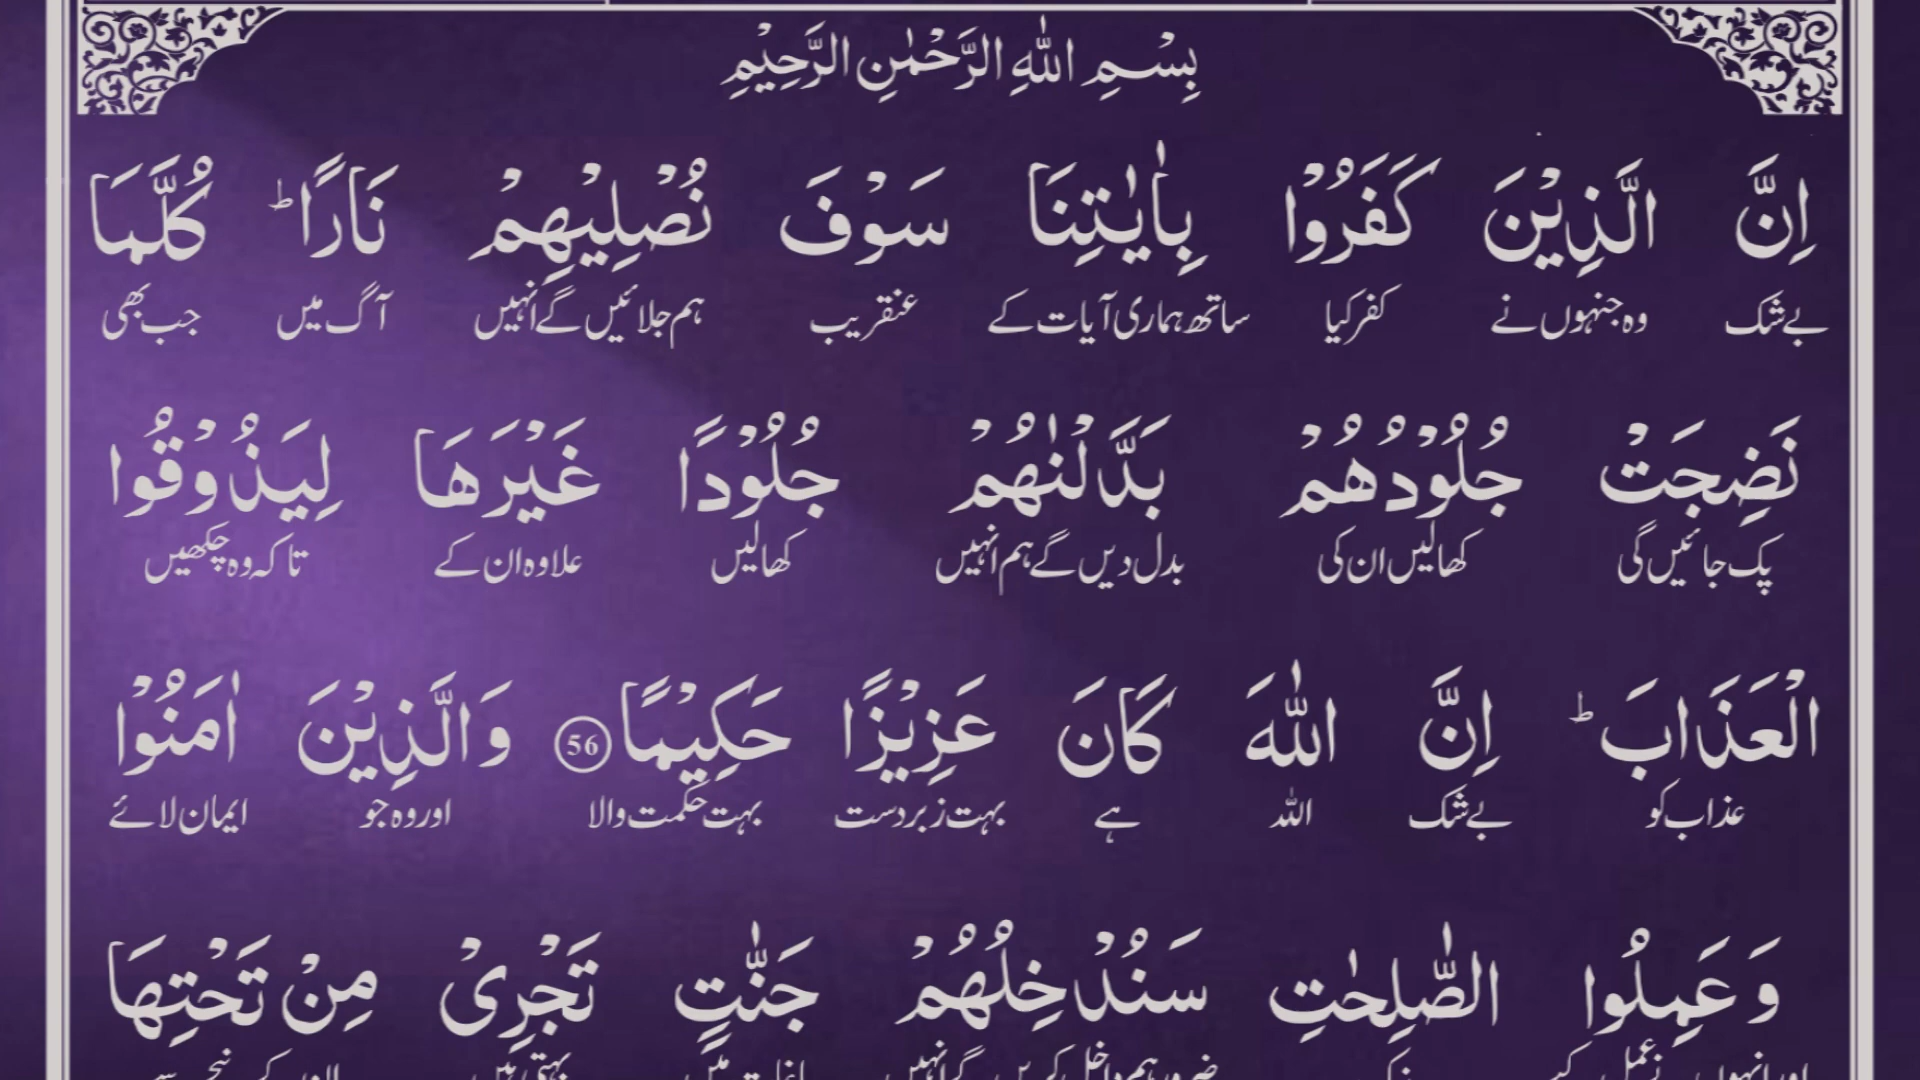 بِسْمِ اللّٰهِ الرَّحْمٰنِ الرَّحِيْمِ
اِنَّ الَّذِيْنَ كَفَرُوْا بِاٰيٰتِنَا سَوْفَ نُصْلِيْهِمْ نَارًا ؕ كُلَّمَا
بے شک وہ جنہوں نے کفر کیا ساتھ ہماری آیات کے عنقریب ہم جلائیں گے انہیں آگ میں جب بھی
نَضِجَتْ جُلُوْدُهُمْ بَدَّلْنٰهُمْ جُلُوْدًا غَيْرَهَا لِيَذُوْقُوا
پک جائیں گی کھالیں ان کی بدل دیں گے ہم انہیں کھالیں علاوہ ان کے تاکہ وہ چکھیں
الْعَذَابَ ؕ اِنَّ اللّٰهَ كَانَ عَزِيْزًا حَكِيْمًا 56 وَالَّذِيْنَ اٰمَنُوْا
عذاب کو بے شک اللہ ہے بہت زبردست بہت حکمت والا اور وہ جو ایمان لائے
وَعَمِلُوا الصّٰلِحٰتِ سَنُدْخِلُهُمْ جَنّٰتٍ تَجْرِيْ مِنْ تَحْتِهَا